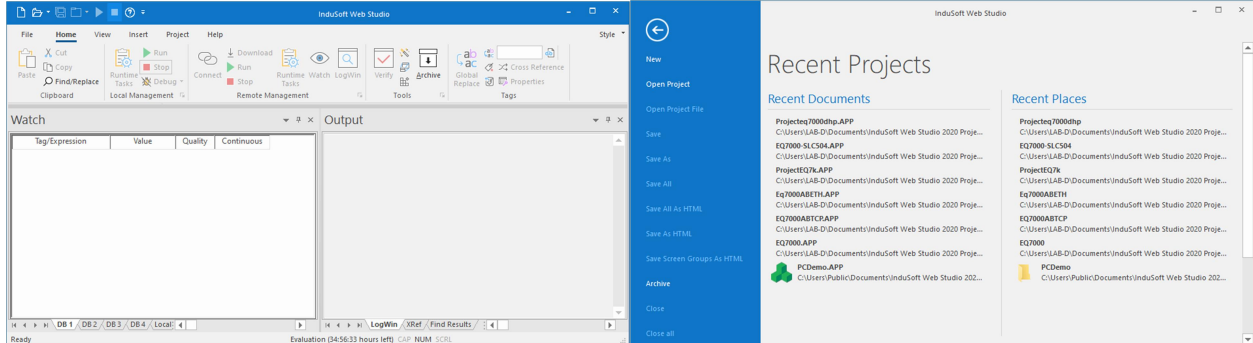 InduSoft Web Studio
File Home View Insert Project Help Style
Paste
Cut
Copy
Find/Replace
Clipboard
Runtime Tasks
Run
Stop
Debug
Local Management
Connect
Download
Run
Stop
Runtime Tasks
Watch
LogWin
Remote Management
Verify
Archive
Tools
Global Replace
Cross Reference
Properties
Tags
Watch
Tag/Expression Value Quality Continuous
DB 1 DB 2 DB 3 DB 4 Local:
Output
LogWin XRef Find Results
Ready Evaluation (34:56:33 hours left) CAP NUM SCRL
InduSoft Web Studio
New
Open Project
Open Project File
Save
Save As
Save All
Save All As HTML
Save As HTML
Save Screen Groups As HTML
Archive
Close
Close all
Recent Projects
Recent Documents
Projecteq7000dhp.APP
C:\Users\LAB-D\Documents\InduSoft Web Studio 2020 Proje...
EQ7000-SLC504.APP
C:\Users\LAB-D\Documents\InduSoft Web Studio 2020 Proje...
ProjectEQ7k.APP
C:\Users\LAB-D\Documents\InduSoft Web Studio 2020 Proje...
Eq7000ABETH.APP
C:\Users\LAB-D\Documents\InduSoft Web Studio 2020 Proje...
EQ7000ABTCP.APP
C:\Users\LAB-D\Documents\InduSoft Web Studio 2020 Proje...
EQ7000.APP
C:\Users\LAB-D\Documents\InduSoft Web Studio 2020 Proje...
PCDemo.APP
C:\Users\Public\Documents\InduSoft Web Studio 202...
Recent Places
Projecteq7000dhp
C:\Users\LAB-D\Documents\InduSoft Web Studio 2020 Proje...
EQ7000-SLC504
C:\Users\LAB-D\Documents\InduSoft Web Studio 2020 Proje...
ProjectEQ7k
C:\Users\LAB-D\Documents\InduSoft Web Studio 2020 Proje...
Eq7000ABETH
C:\Users\LAB-D\Documents\InduSoft Web Studio 2020 Proje...
EQ7000ABTCP
C:\Users\LAB-D\Documents\InduSoft Web Studio 2020 Proje...
EQ7000
C:\Users\LAB-D\Documents\InduSoft Web Studio 2020 Proje...
PCDemo
C:\Users\Public\Documents\InduSoft Web Studio 202...